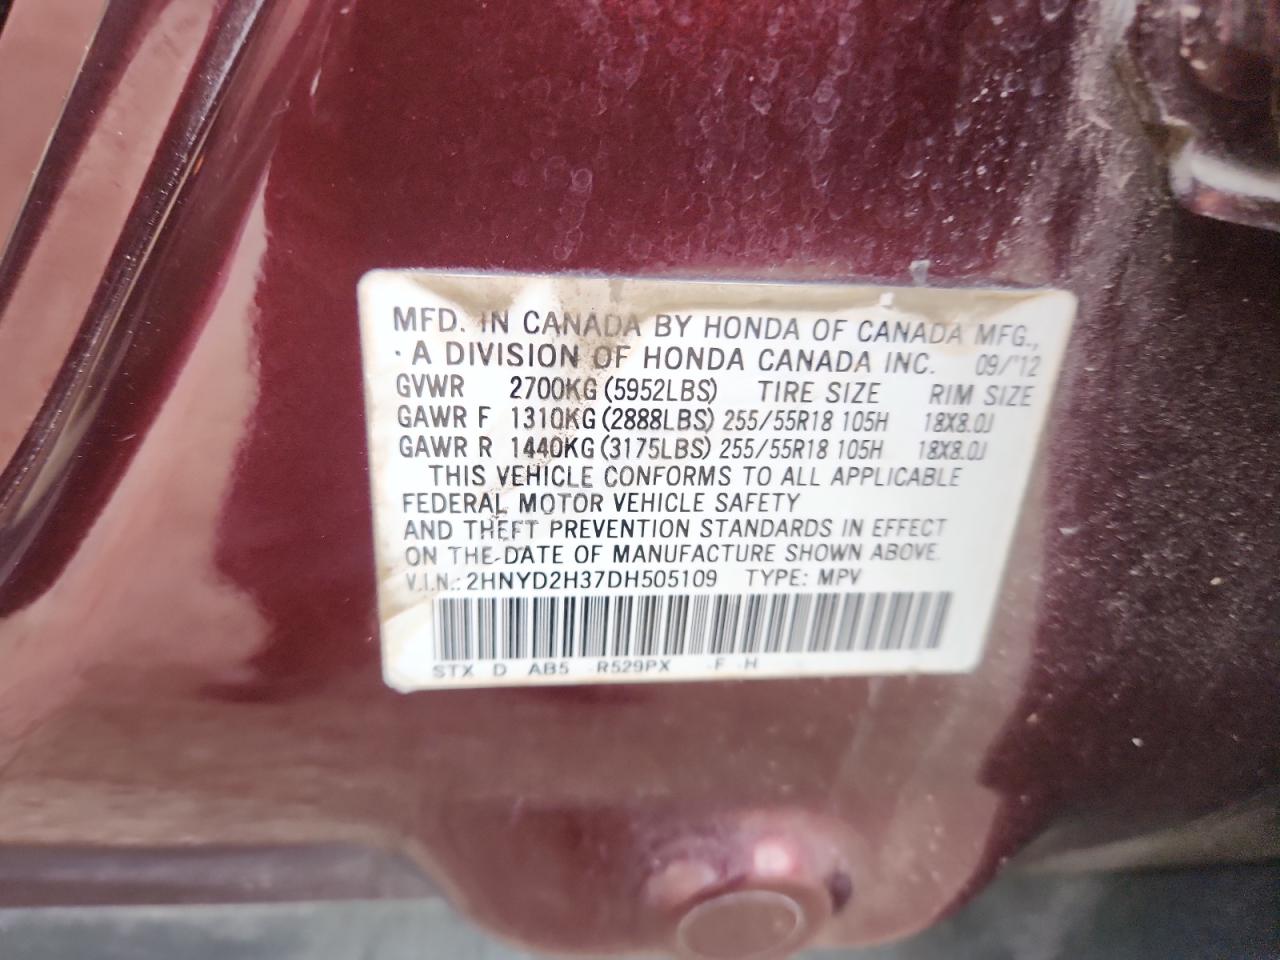 MFD. IN CANADA BY HONDA OF CANADA MFG.,
A DIVISION OF HONDA CANADA INC. 09/'12
GVWR 2700KG (5952LBS) TIRE SIZE RIM SIZE
GAWR F 1310KG (2888LBS) 255/55R18 105H 18X8.0J
GAWR R 1440KG (3175LBS) 255/55R18 105H 18X8.0J
THIS VEHICLE CONFORMS TO ALL APPLICABLE
FEDERAL MOTOR VEHICLE SAFETY
AND THEFT PREVENTION STANDARDS IN EFFECT
ON THE DATE OF MANUFACTURE SHOWN ABOVE.
V.I.N.: 2HNYD2H37DH505109 TYPE: MPV
STX D AB5 R529PX F H